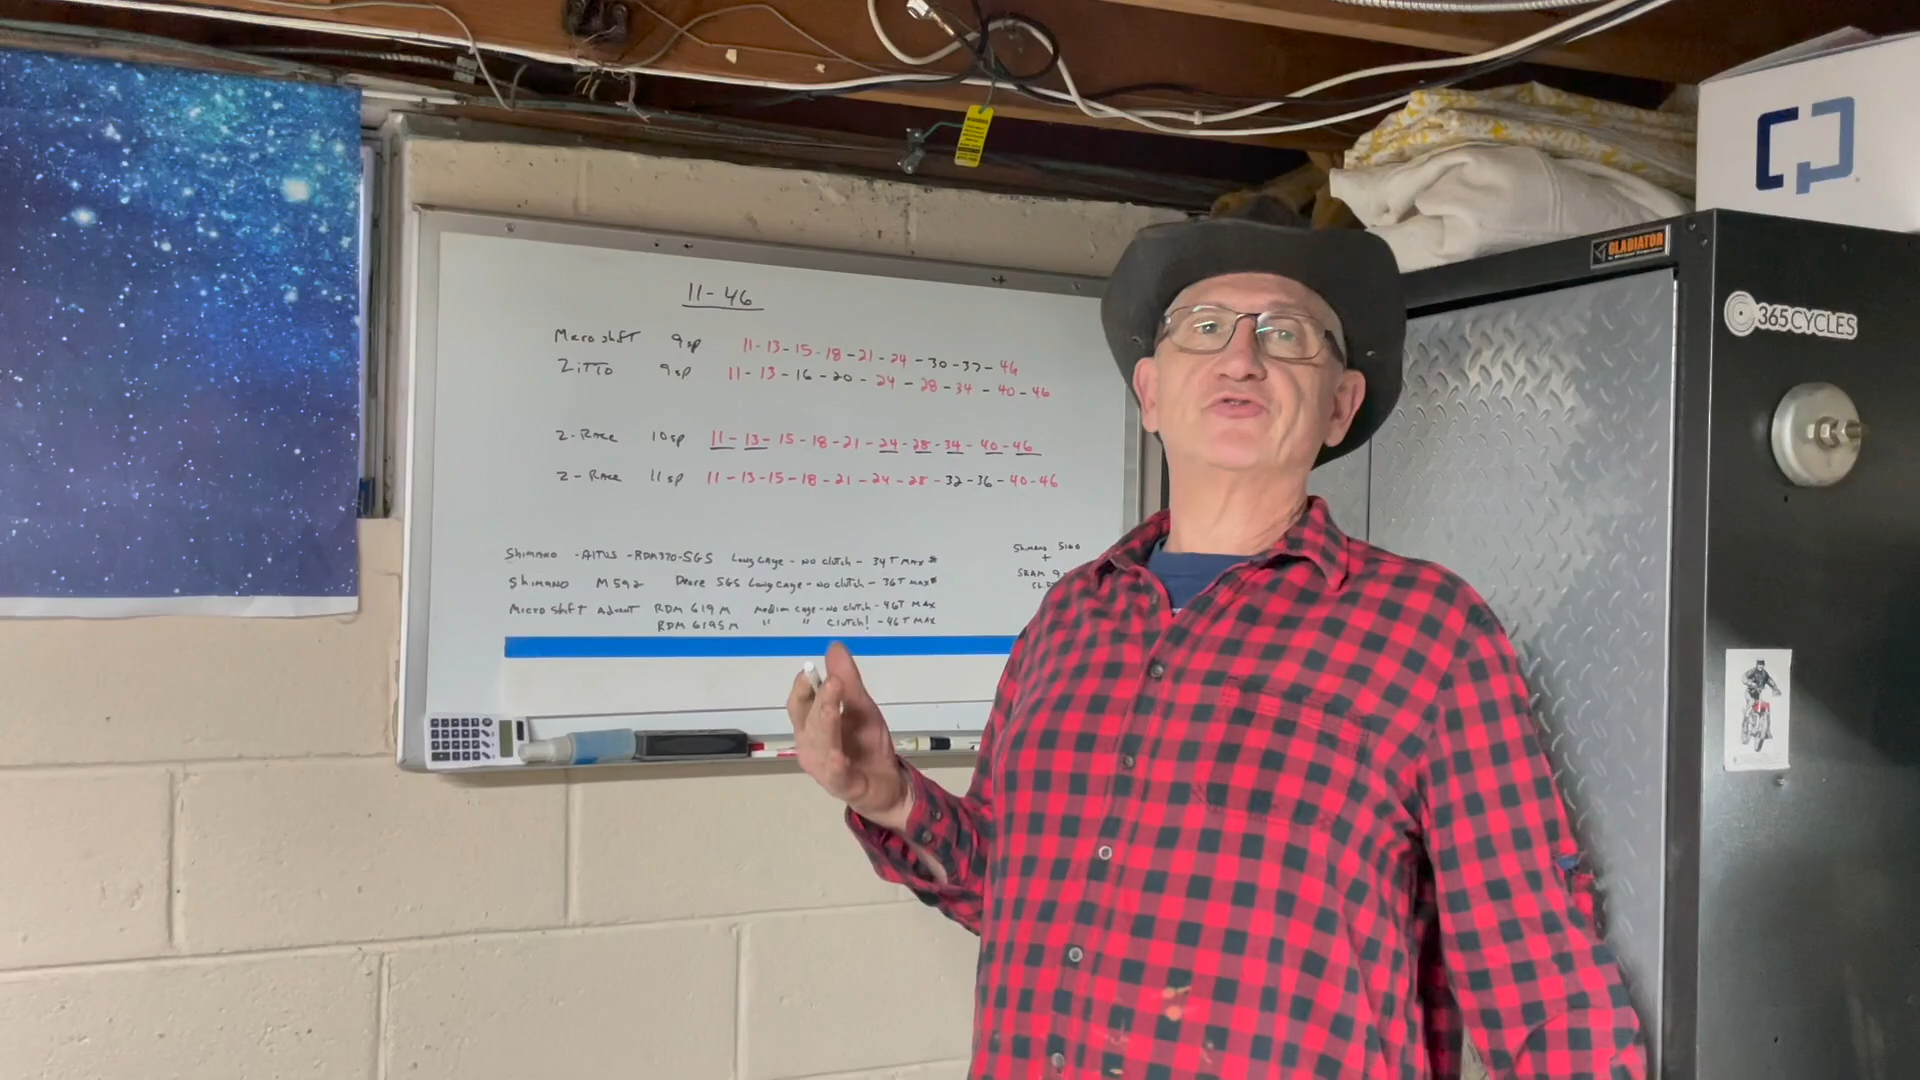 11-46
Microshft 9sp 11-13-15-18-21-24-30-37-46
ZiTTO 9sp 11-13-16-20-24-28-34-40-46
Z-Race 10sp 11-13-15-18-21-24-28-34-40-46
Z-Race 11sp 11-13-15-18-21-24-28-32-36-40-46
Shimano -AlTUS -RDM370-SGS Long Cage - No clutch - 34T MAX*
Shimano M592 Deore SGS Long Cage - No clutch - 36T MAX*
Micro Shift Advent RDM 619 M Medium cage - No clutch - 46T MAX
RDM 6195 M " " Clutch! - 46T MAX
Shimano
+
SRAM 9
GLADIATOR
365CYCLES